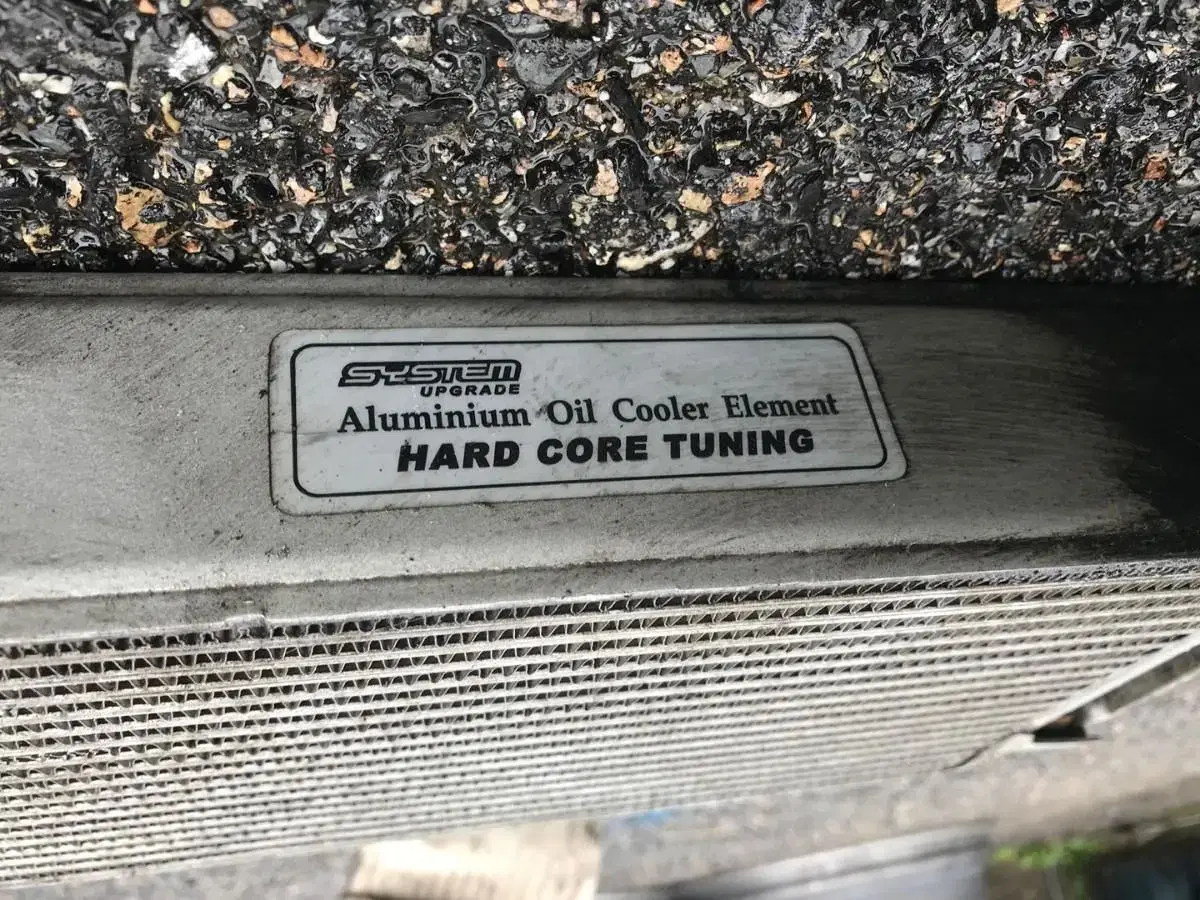 SYSTEM
UPGRADE
Aluminium Oil Cooler Element
HARD CORE TUNING